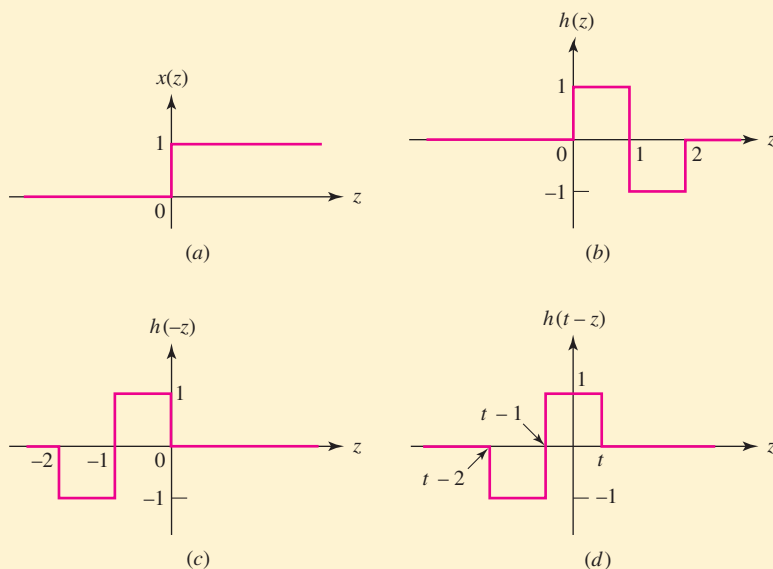 x(z)
1
0
z
(a)
h(z)
1
0
1
2
z
–1
(b)
h(–z)
1
–2
–1
0
z
–1
(c)
h(t – z)
1
t – 1
t
z
t – 2
–1
(d)